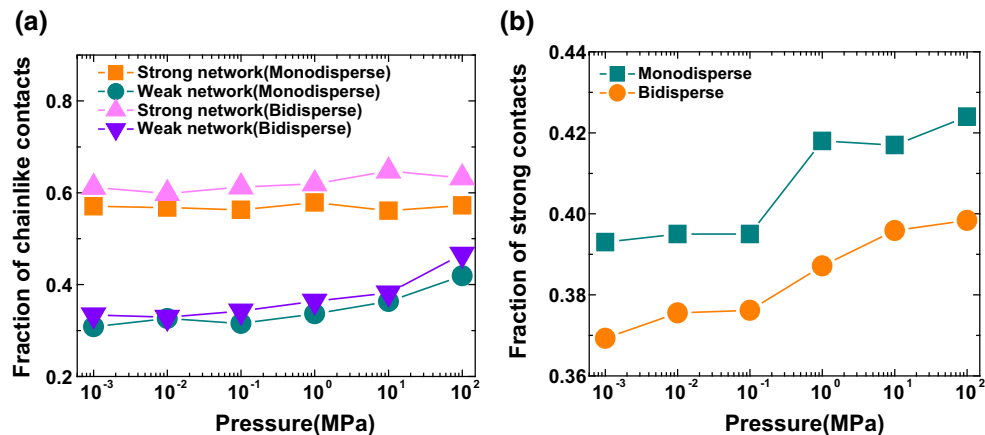 (a)
Fraction of chainlike contacts
0.8
0.6
0.4
0.2
Strong network(Monodisperse)
Weak network(Monodisperse)
Strong network(Bidisperse)
Weak network(Bidisperse)
10⁻³ 10⁻² 10⁻¹ 10⁰ 10¹ 10²
Pressure(MPa)
(b)
Fraction of strong contacts
0.44
0.42
0.40
0.38
0.36
Monodisperse
Bidisperse
10⁻³ 10⁻² 10⁻¹ 10⁰ 10¹ 10²
Pressure(MPa)